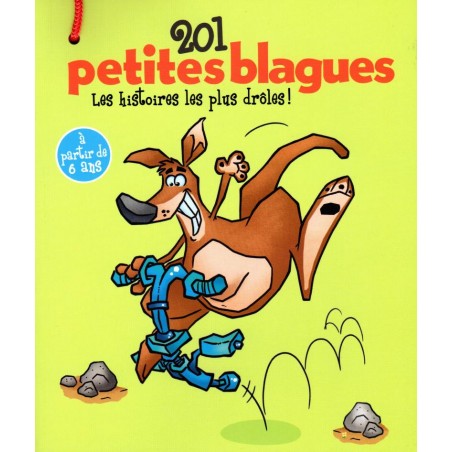 201
petites blagues
Les histoires les plus drôles !
à
partir de
6 ans